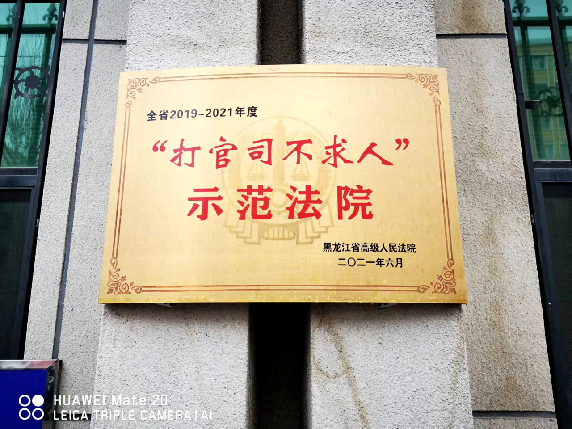 全省2019-2021年度
“打官司不求人”
示范法院
黑龙江省高级人民法院
二〇二一年六月
HUAWEI Mate 20
LEICA TRIPLE CAMERA | AI